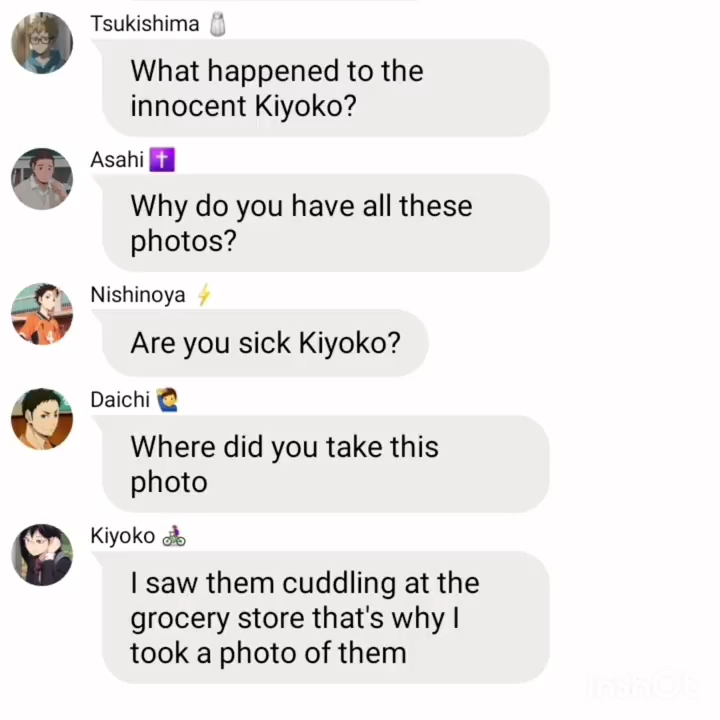 Tsukishima 🧂
What happened to the
innocent Kiyoko?
Asahi ✝️
Why do you have all these
photos?
Nishinoya ⚡
Are you sick Kiyoko?
Daichi 🙋‍♂️
Where did you take this
photo
Kiyoko 🚴‍♀️
I saw them cuddling at the
grocery store that's why I
took a photo of them
InShOt